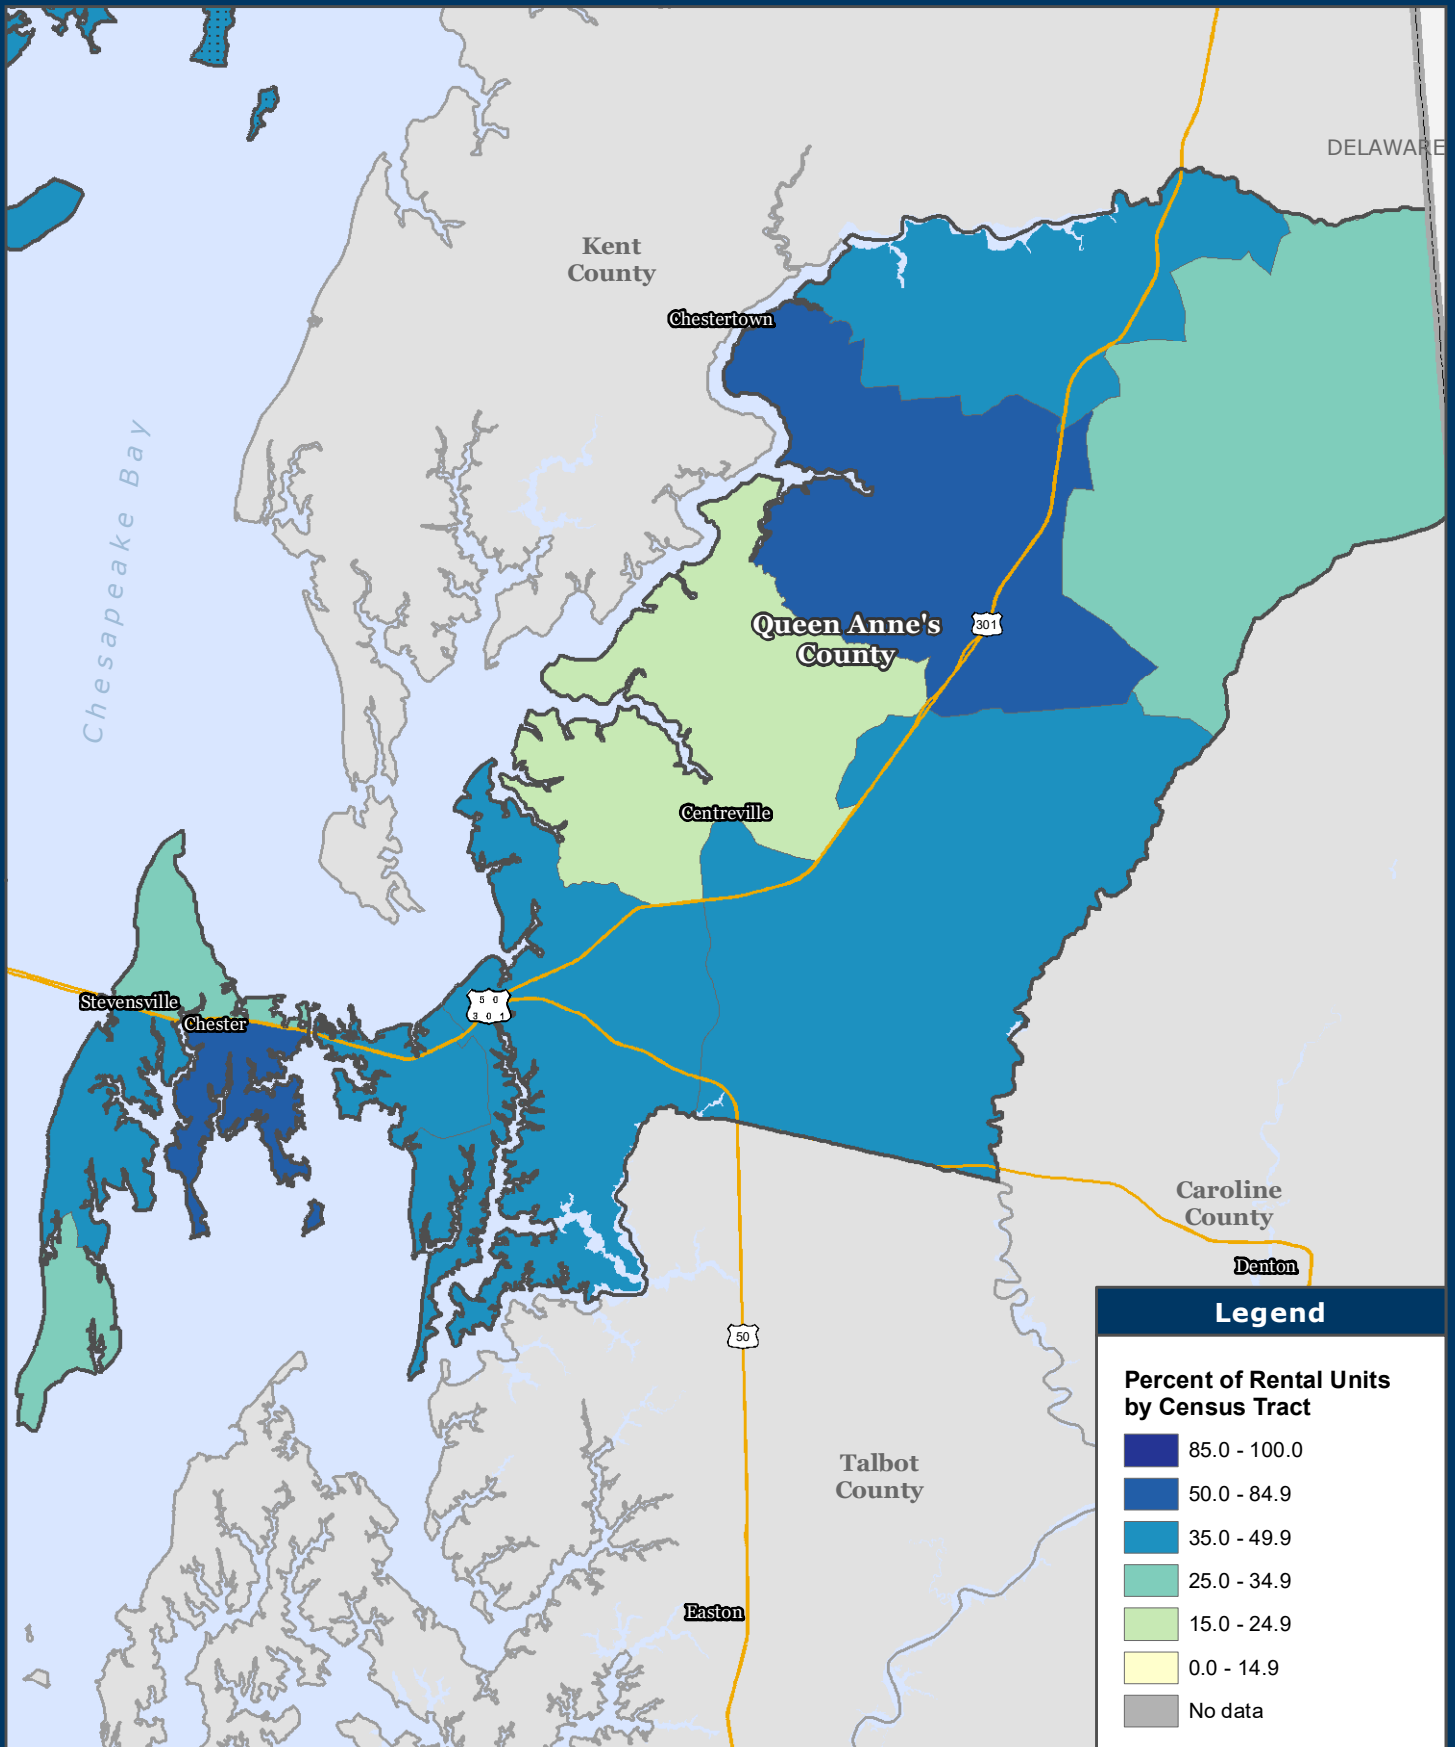 DELAWARE
Kent
County
Chestertown
Chesapeake Bay
Queen Anne's
County
301
Centreville
Stevensville
Chester
50
301
Caroline
County
Denton
50
Talbot
County
Easton
Legend
Percent of Rental Units
by Census Tract
85.0 - 100.0
50.0 - 84.9
35.0 - 49.9
25.0 - 34.9
15.0 - 24.9
0.0 - 14.9
No data